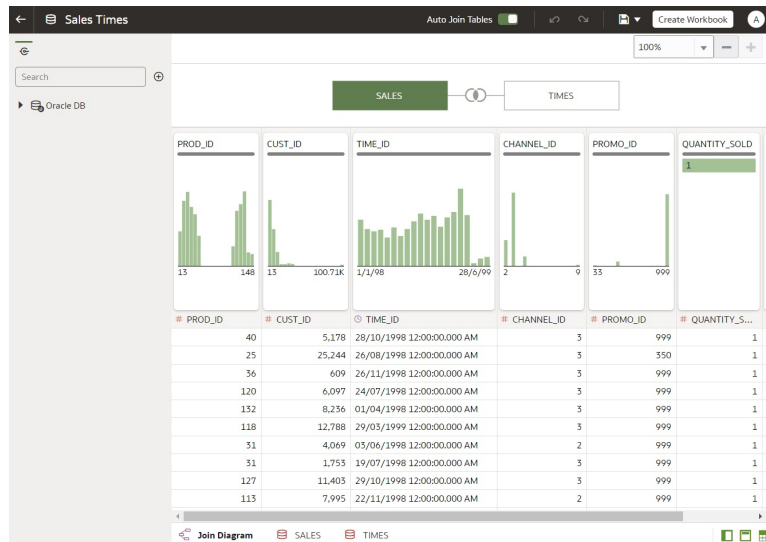 Sales Times
Auto Join Tables
Create Workbook
A
100%
Search
Oracle DB
SALES
TIMES
PROD_ID CUST_ID TIME_ID CHANNEL_ID PROMO_ID QUANTITY_SOLD
1
13 148 13 100.71K 1/1/98 28/6/99 2 9 33 999
# PROD_ID # CUST_ID TIME_ID # CHANNEL_ID # PROMO_ID # QUANTITY_S...
40 5,178 28/10/1998 12:00:00.000 AM 3 999 1
25 25,244 26/08/1998 12:00:00.000 AM 3 350 1
36 609 26/11/1998 12:00:00.000 AM 3 999 1
120 6,097 24/07/1998 12:00:00.000 AM 3 999 1
132 8,236 01/04/1998 12:00:00.000 AM 3 999 1
118 12,788 29/03/1999 12:00:00.000 AM 3 999 1
31 4,069 03/06/1998 12:00:00.000 AM 2 999 1
31 1,753 19/07/1998 12:00:00.000 AM 3 999 1
127 11,403 29/10/1998 12:00:00.000 AM 3 999 1
113 7,995 22/11/1998 12:00:00.000 AM 2 999 1
Join Diagram SALES TIMES